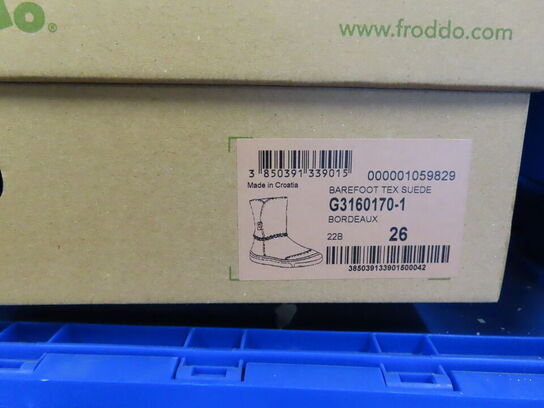 do®
www.froddo.com
3 850391 339015
000001059829
Made in Croatia
BAREFOOT TEX SUEDE
G3160170-1
BORDEAUX
22B
26
385039133901500042